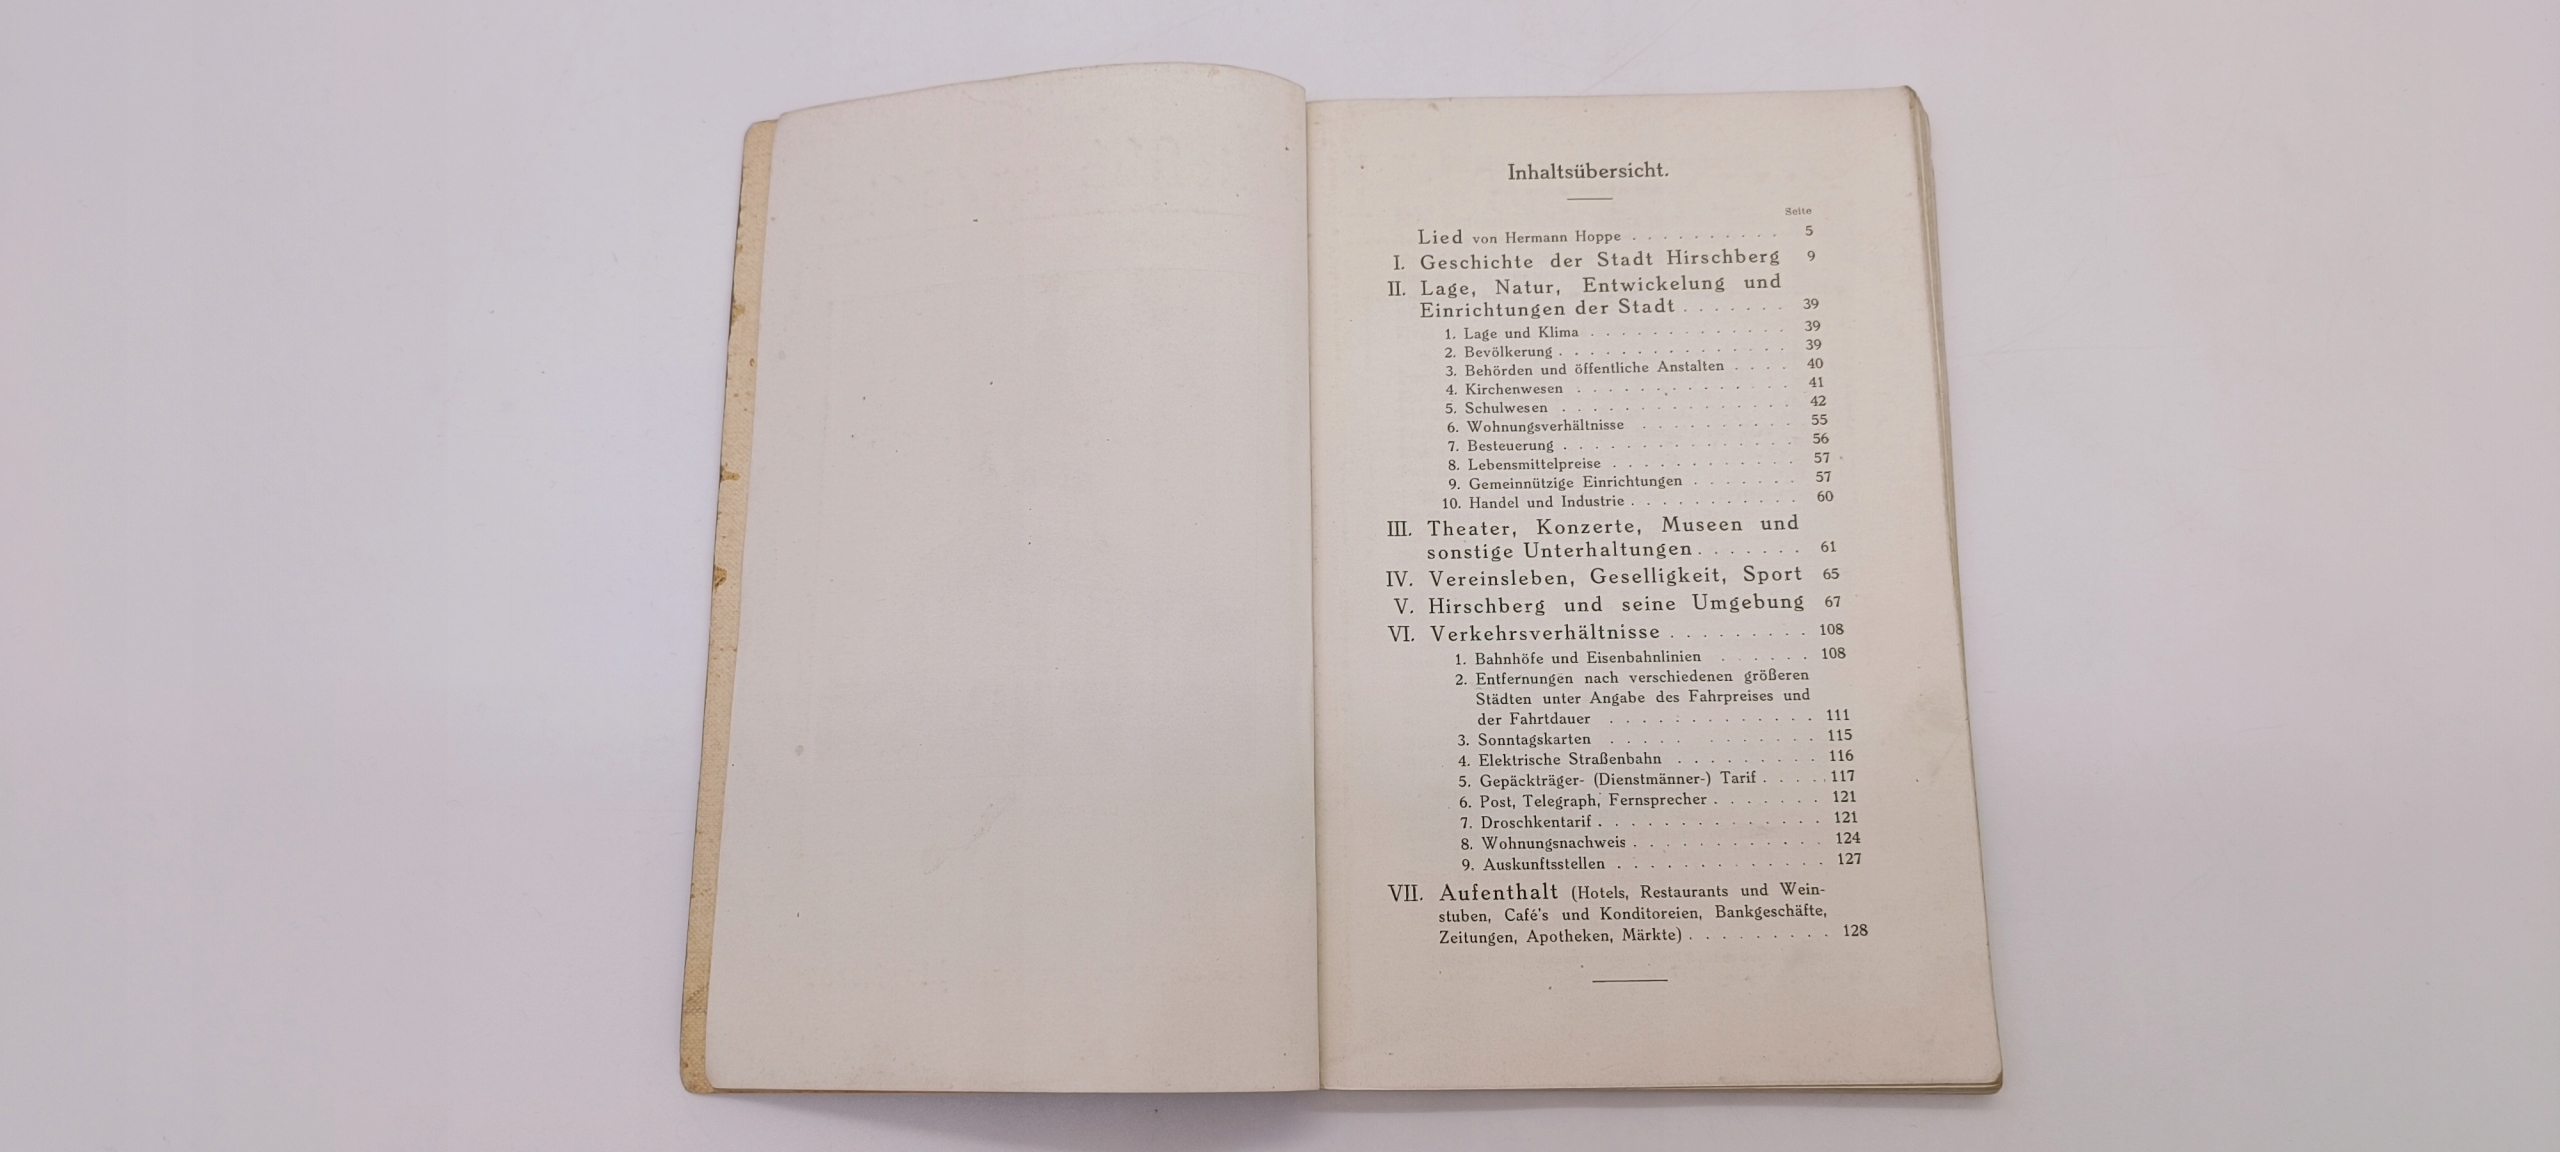 Inhaltsübersicht.
Seite
Lied von Hermann Hoppe . . . . . . . . . . 5
I. Geschichte der Stadt Hirschberg 9
II. Lage, Natur, Entwickelung und
Einrichtungen der Stadt . . . . . . . 39
1. Lage und Klima . . . . . . . . . . . . . 39
2. Bevölkerung . . . . . . . . . . . . . . . 39
3. Behörden und öffentliche Anstalten . . . . 40
4. Kirchenwesen . . . . . . . . . . . . . . 41
5. Schulwesen . . . . . . . . . . . . . . . 42
6. Wohnungsverhältnisse . . . . . . . . . . 55
7. Besteuerung . . . . . . . . . . . . . . . 56
8. Lebensmittelpreise . . . . . . . . . . . . 57
9. Gemeinnützige Einrichtungen . . . . . . . 57
10. Handel und Industrie . . . . . . . . . . . 60
III. Theater, Konzerte, Museen und
sonstige Unterhaltungen . . . . . . . 61
IV. Vereinsleben, Geselligkeit, Sport 65
V. Hirschberg und seine Umgebung 67
VI. Verkehrsverhältnisse . . . . . . . . . 108
1. Bahnhöfe und Eisenbahnlinien . . . . . . 108
2. Entfernungen nach verschiedenen größeren
Städten unter Angabe des Fahrpreises und
der Fahrtdauer . . . . . . . . . . . . . 111
3. Sonntagskarten . . . . . . . . . . . . 115
4. Elektrische Straßenbahn . . . . . . . . . 116
5. Gepäckträger- (Dienstmänner-) Tarif . . . . . 117
6. Post, Telegraph, Fernsprecher . . . . . . . 121
7. Droschkentarif . . . . . . . . . . . . . . 121
8. Wohnungsnachweis . . . . . . . . . . . . 124
9. Auskunftsstellen . . . . . . . . . . . . . 127
VII. Aufenthalt (Hotels, Restaurants und Wein-
stuben, Café's und Konditoreien, Bankgeschäfte,
Zeitungen, Apotheken, Märkte) . . . . . . . . . 128